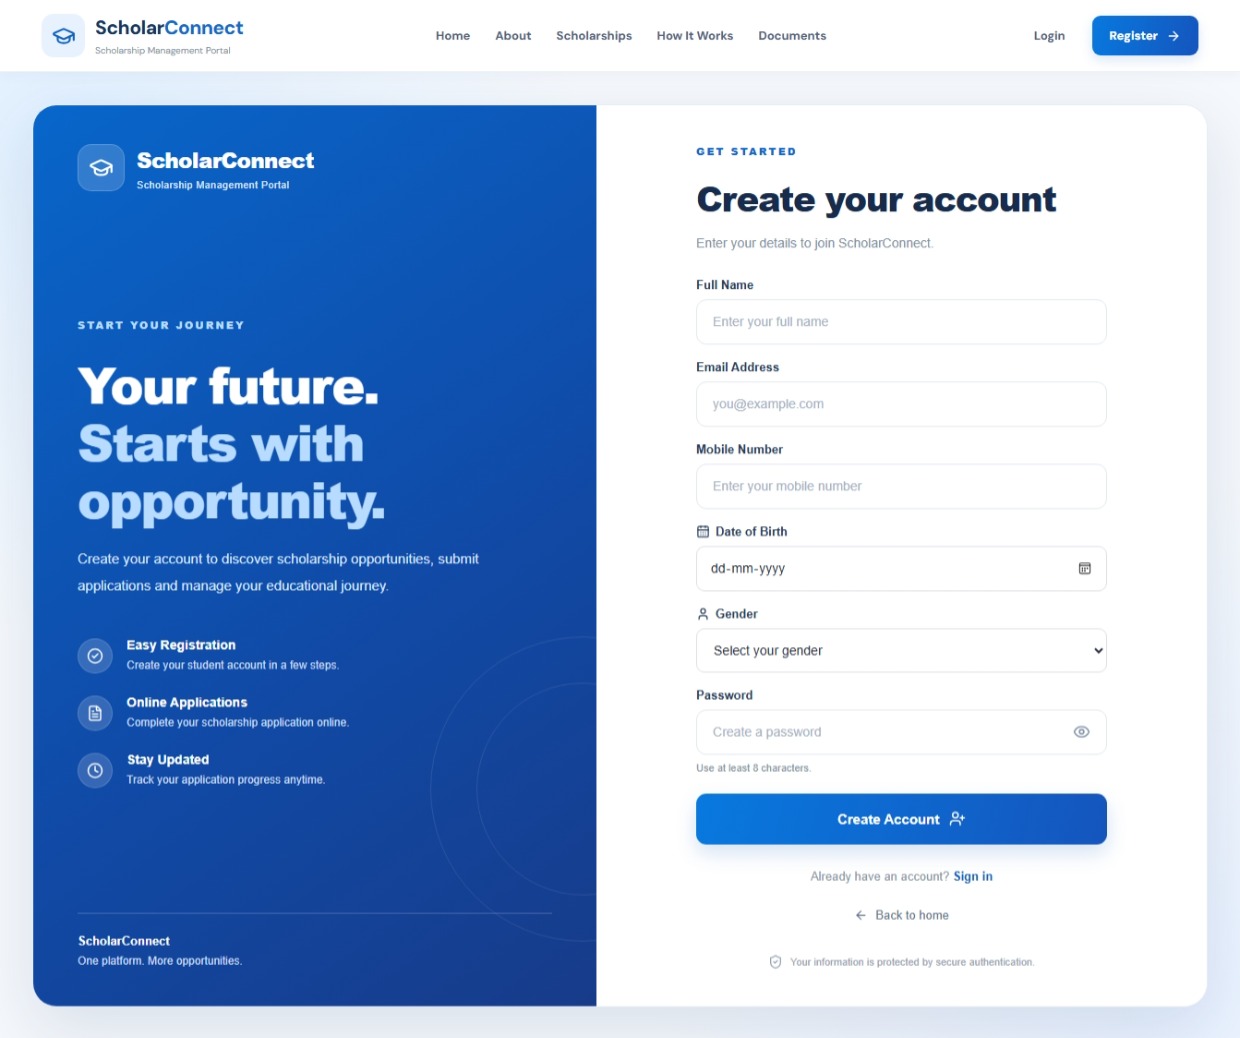 ScholarConnect
Scholarship Management Portal
Home About Scholarships How It Works Documents
Login
Register
ScholarConnect
Scholarship Management Portal
START YOUR JOURNEY
Your future.
Starts with
opportunity.
Create your account to discover scholarship opportunities, submit
applications and manage your educational journey.
Easy Registration
Create your student account in a few steps.
Online Applications
Complete your scholarship application online.
Stay Updated
Track your application progress anytime.
ScholarConnect
One platform. More opportunities.
GET STARTED
Create your account
Enter your details to join ScholarConnect.
Full Name
Enter your full name
Email Address
you@example.com
Mobile Number
Enter your mobile number
Date of Birth
dd-mm-yyyy
Gender
Select your gender
Password
Create a password
Use at least 8 characters.
Create Account
Already have an account? Sign in
Back to home
Your information is protected by secure authentication.